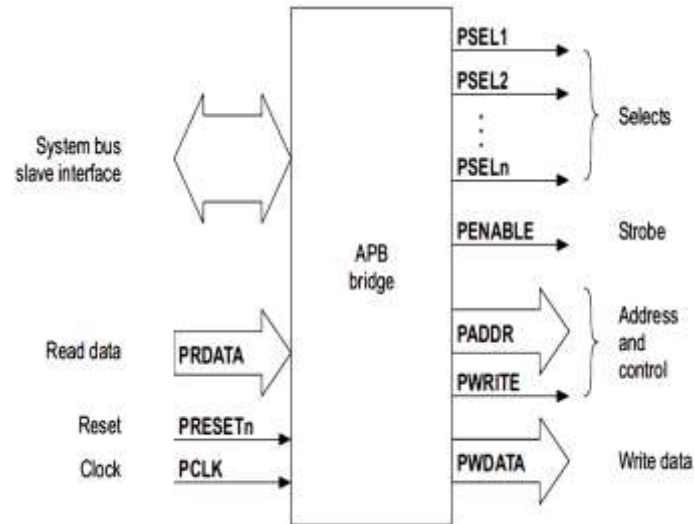 PSEL1
PSEL2
PSELn
Selects
System bus
slave interface
PENABLE
Strobe
APB
bridge
PADDR
Address
and
control
PWRITE
Read data
PRDATA
Reset
PRESETn
Clock
PCLK
PWDATA
Write data